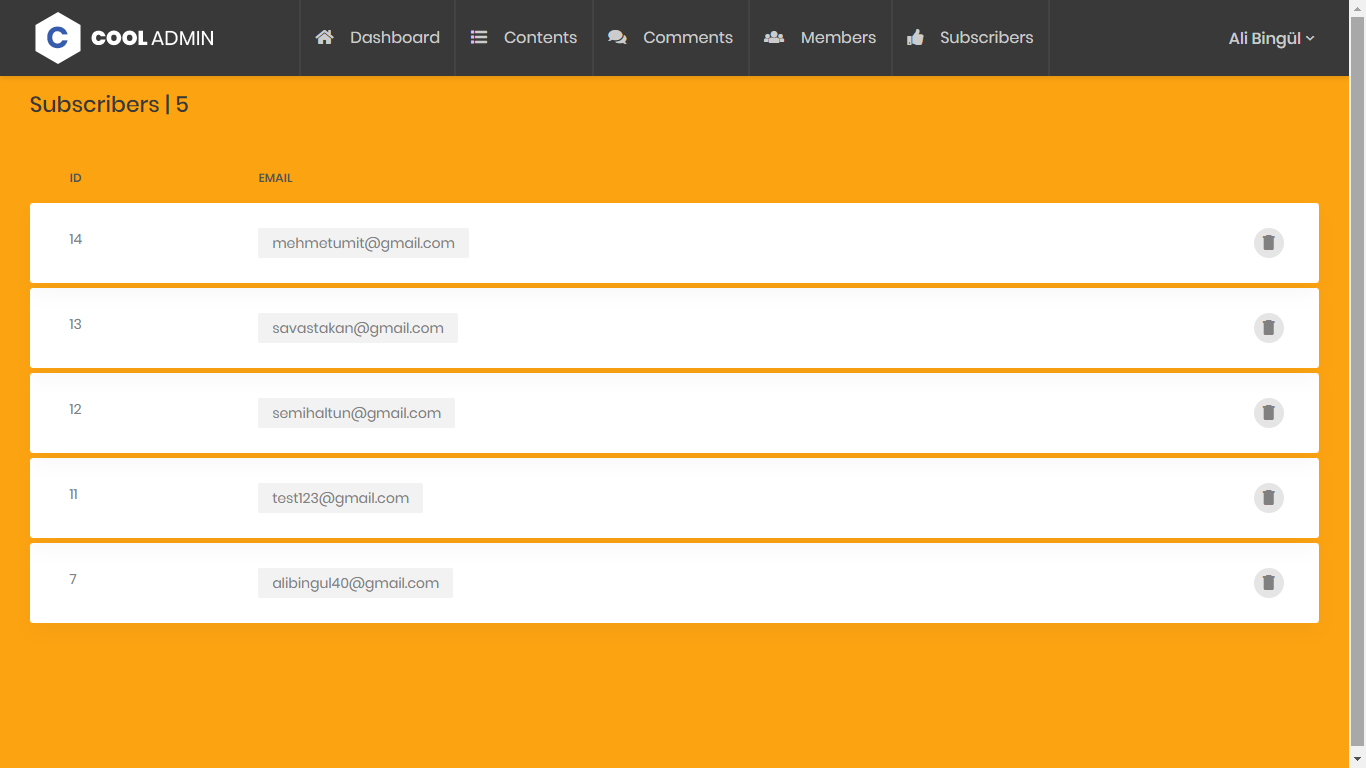 C COOL ADMIN Dashboard Contents Comments Members Subscribers Ali Bingül
Subscribers | 5
ID EMAIL
14 mehmetumit@gmail.com
13 savastakan@gmail.com
12 semihaltun@gmail.com
11 test123@gmail.com
7 alibingul40@gmail.com